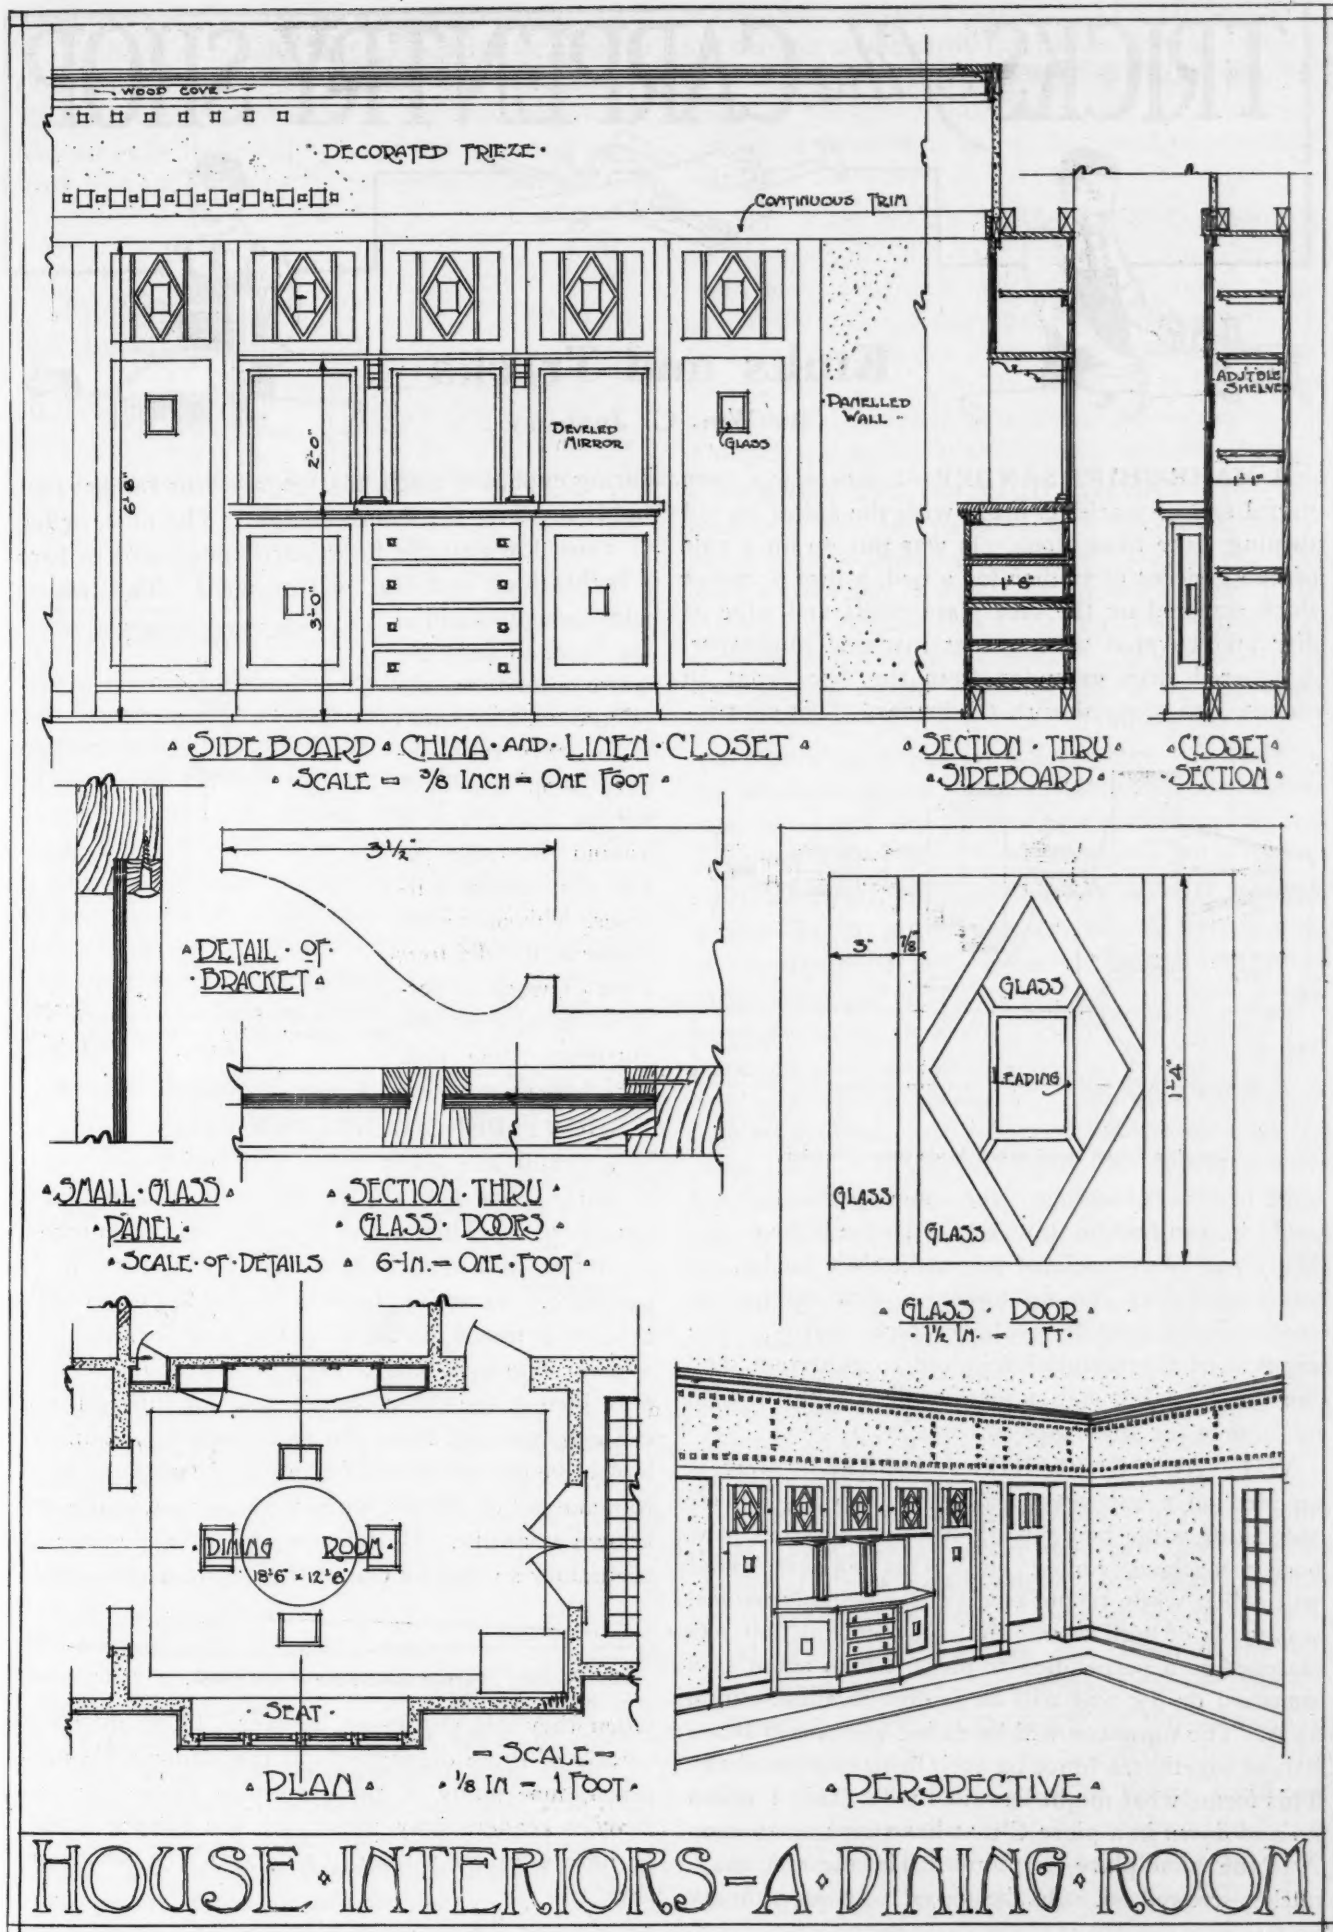 WOOD COVE
· DECORATED FRIEZE ·
CONTINUOUS TRIM
ADJTBLE
SHELVE
· PANELLED
WALL ·
BEVELED
MIRROR
GLASS
2'-0"
6'-8"
1'-1"
1'-6"
3'-0"
SIDEBOARD CHINA · AND · LINEN · CLOSET
SCALE = 3/8 INCH = ONE FOOT
SECTION · THRU
SIDEBOARD
CLOSET
SECTION
3 1/2"
DETAIL · OF ·
· BRACKET
3"
7/8"
GLASS
LEADING
1'-4"
GLASS
GLASS
SMALL · GLASS
· PANEL ·
SECTION · THRU
· GLASS · DOORS
· SCALE · OF · DETAILS 6-IN. = ONE · FOOT
GLASS · DOOR
· 1½ IN. = 1 FT ·
· DINING ROOM ·
18'6" × 12'8"
· SEAT ·
PLAN
- SCALE -
· 1/8 IN = 1 FOOT ·
PERSPECTIVE
HOUSE · INTERIORS - A · DINING · ROOM